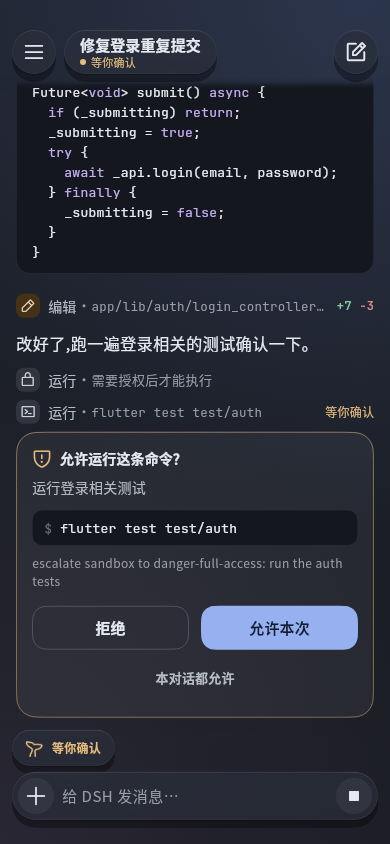 修复登录重复提交
等你确认
Future<void> submit() async {
if (_submitting) return;
_submitting = true;
try {
await _api.login(email, password);
} finally {
_submitting = false;
}
}
编辑 · app/lib/auth/login_controller… +7 -3
改好了,跑一遍登录相关的测试确认一下。
运行 · 需要授权后才能执行
运行 · flutter test test/auth 等你确认
允许运行这条命令?
运行登录相关测试
$ flutter test test/auth
escalate sandbox to danger-full-access: run the auth
tests
拒绝 允许本次
本对话都允许
等你确认
给 DSH 发消息…